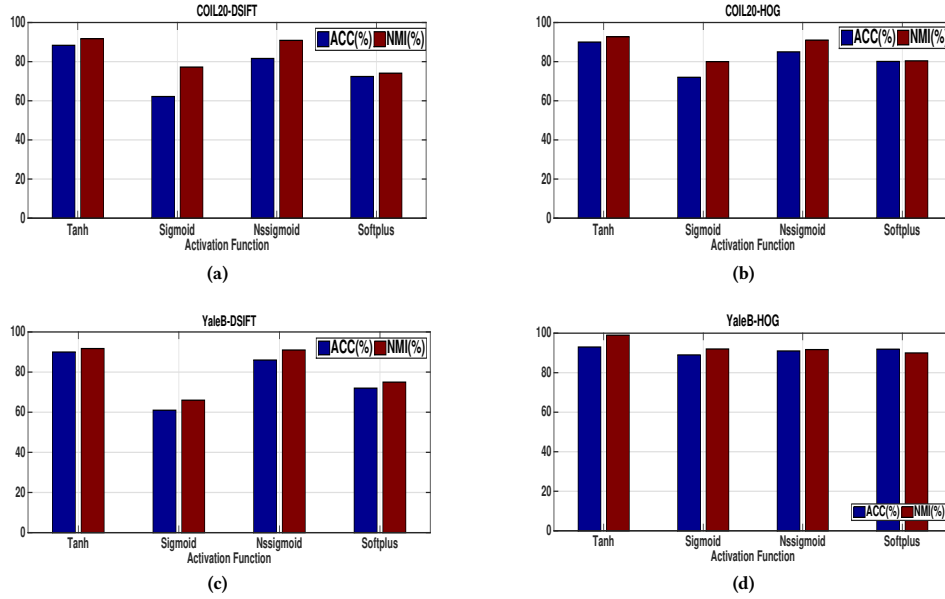 COIL20-DSIFT
100
80
60
40
20
0
ACC(%) NMI(%)
Tanh Sigmoid Nssigmoid Softplus
Activation Function
(a)
COIL20-HOG
100
80
60
40
20
0
ACC(%) NMI(%)
Tanh Sigmoid Nssigmoid Softplus
Activation Function
(b)
YaleB-DSIFT
100
80
60
40
20
0
ACC(%) NMI(%)
Tanh Sigmoid Nssigmoid Softplus
Activation Function
(c)
YaleB-HOG
100
80
60
40
20
0
ACC(%) NMI(%)
Tanh Sigmoid Nssigmoid Softplus
Activation Function
(d)